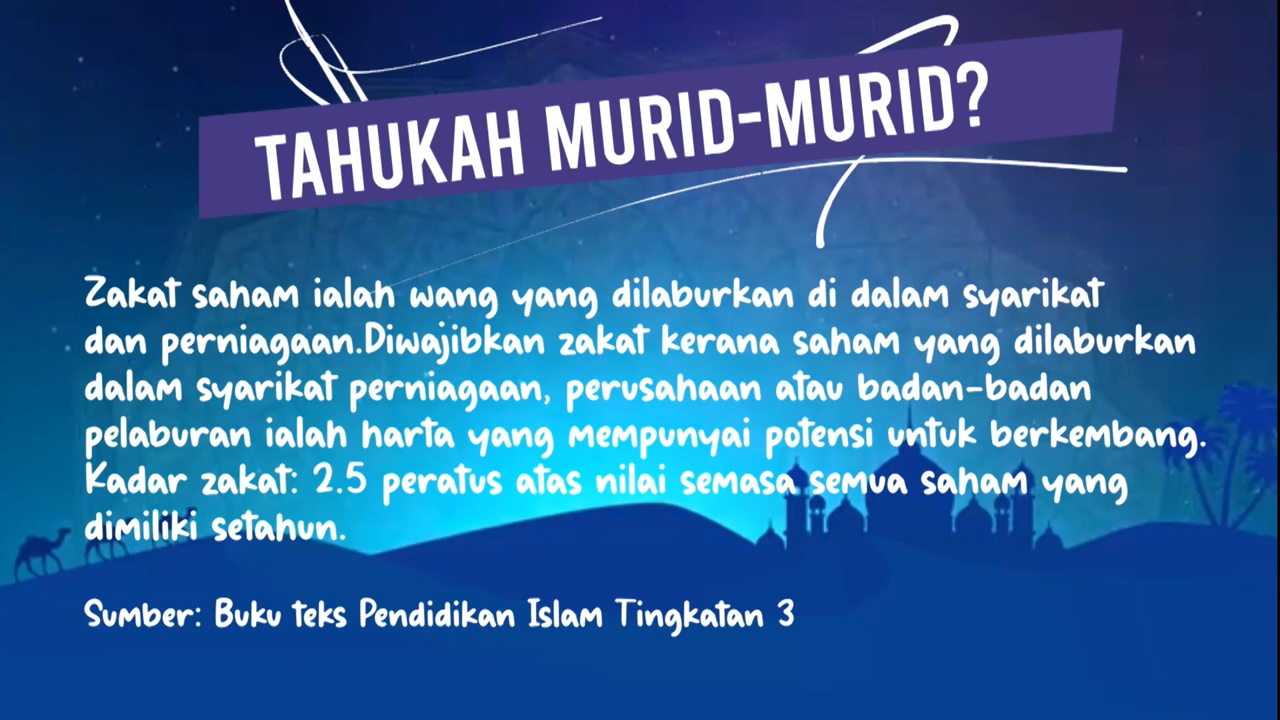 TAHUKAH MURID-MURID?
Zakat saham ialah wang yang dilaburkan di dalam syarikat
dan perniagaan.Diwajibkan zakat kerana saham yang dilaburkan
dalam syarikat perniagaan, perusahaan atau badan-badan
pelaburan ialah harta yang mempunyai potensi untuk berkembang.
Kadar zakat: 2.5 peratus atas nilai semasa semua saham yang
dimiliki setahun.
Sumber: Buku teks Pendidikan Islam Tingkatan 3